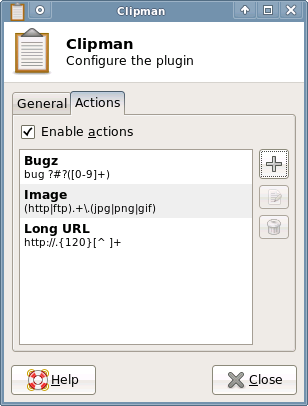 Clipman
Clipman
Configure the plugin
General Actions
Enable actions
Bugz
bug ?#?([0-9]+)
Image
(http|ftp).+\.(jpg|png|gif)
Long URL
http://.{120}[^ ]+
Help Close